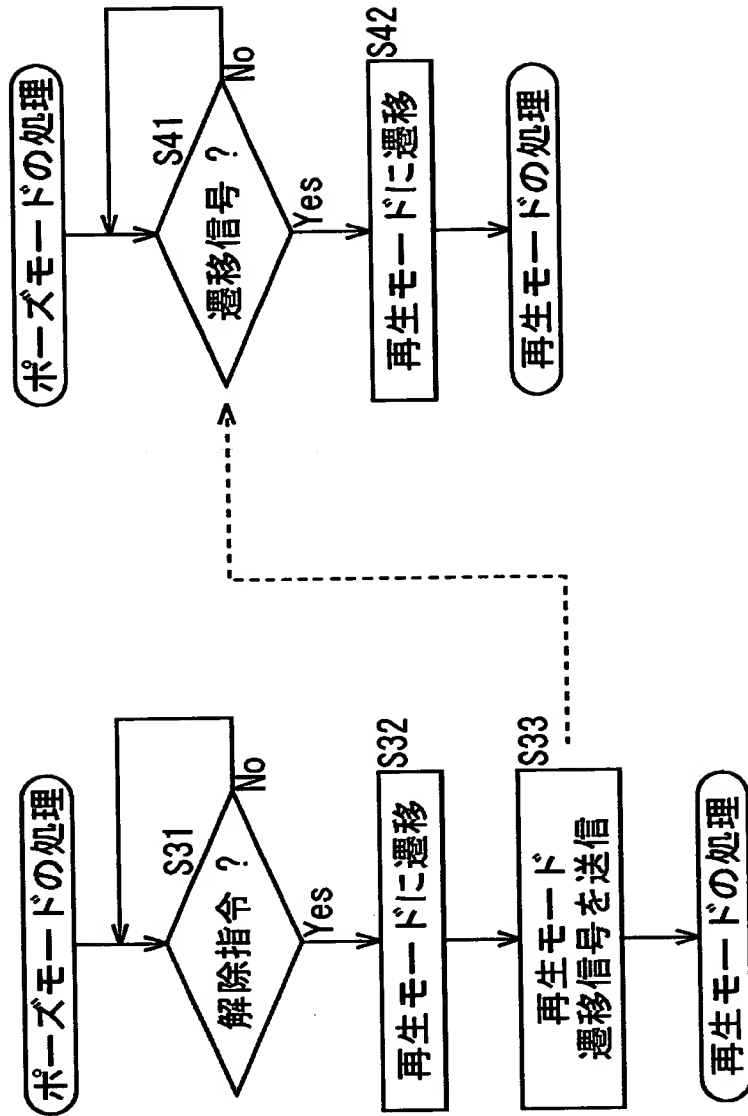 ポーズモードの処理
S31
解除指令 ?
No
Yes
S32
再生モードに遷移
S33
再生モード
遷移信号を送信
再生モードの処理
ポーズモードの処理
S41
遷移信号 ?
No
Yes
S42
再生モードに遷移
再生モードの処理